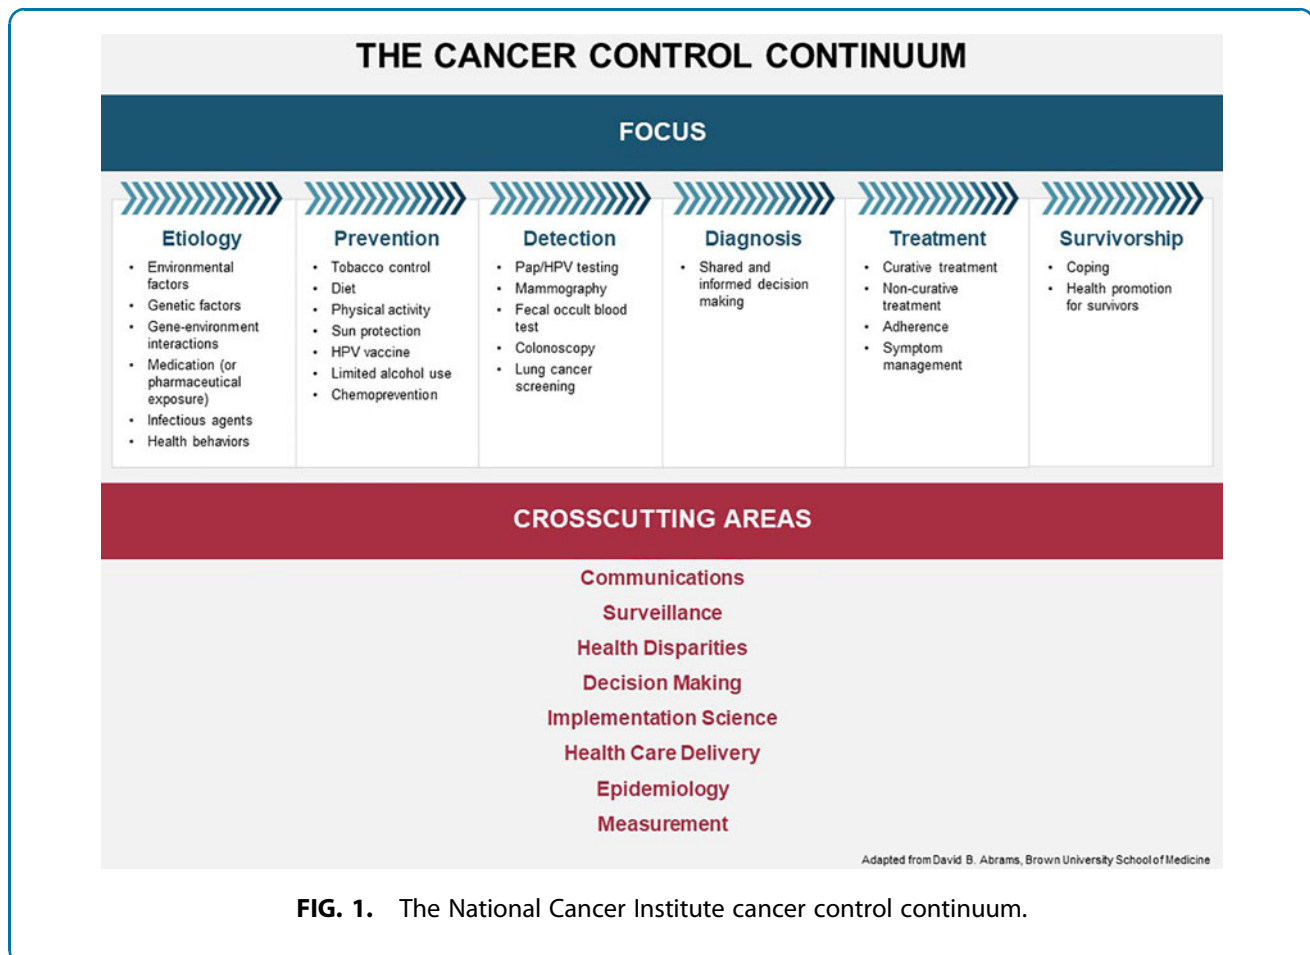 THE CANCER CONTROL CONTINUUM
FOCUS
Etiology
• Environmental
factors
• Genetic factors
• Gene-environment
interactions
• Medication (or
pharmaceutical
exposure)
• Infectious agents
• Health behaviors
Prevention
• Tobacco control
• Diet
• Physical activity
• Sun protection
• HPV vaccine
• Limited alcohol use
• Chemoprevention
Detection
• Pap/HPV testing
• Mammography
• Fecal occult blood
test
• Colonoscopy
• Lung cancer
screening
Diagnosis
• Shared and
informed decision
making
Treatment
• Curative treatment
• Non-curative
treatment
• Adherence
• Symptom
management
Survivorship
• Coping
• Health promotion
for survivors
CROSSCUTTING AREAS
Communications
Surveillance
Health Disparities
Decision Making
Implementation Science
Health Care Delivery
Epidemiology
Measurement
Adapted from David B. Abrams, Brown University School of Medicine
FIG. 1. The National Cancer Institute cancer control continuum.